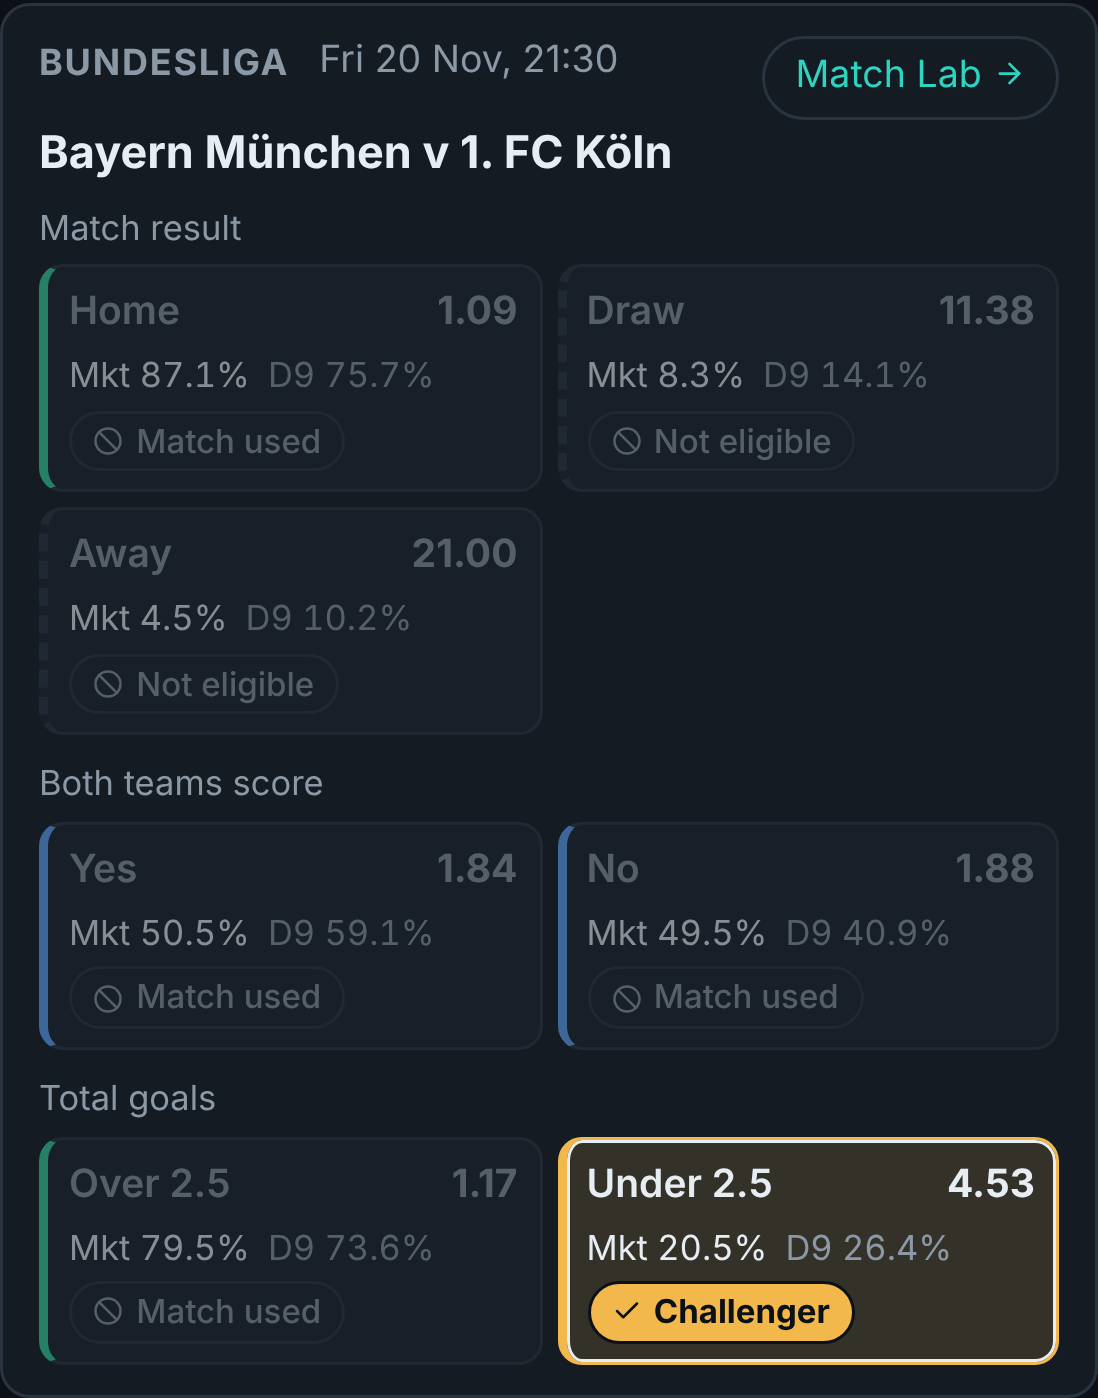 BUNDESLIGA Fri 20 Nov, 21:30
Match Lab →
Bayern München v 1. FC Köln
Match result
Home 1.09
Mkt 87.1% D9 75.7%
Match used
Draw 11.38
Mkt 8.3% D9 14.1%
Not eligible
Away 21.00
Mkt 4.5% D9 10.2%
Not eligible
Both teams score
Yes 1.84
Mkt 50.5% D9 59.1%
Match used
No 1.88
Mkt 49.5% D9 40.9%
Match used
Total goals
Over 2.5 1.17
Mkt 79.5% D9 73.6%
Match used
Under 2.5 4.53
Mkt 20.5% D9 26.4%
✓ Challenger